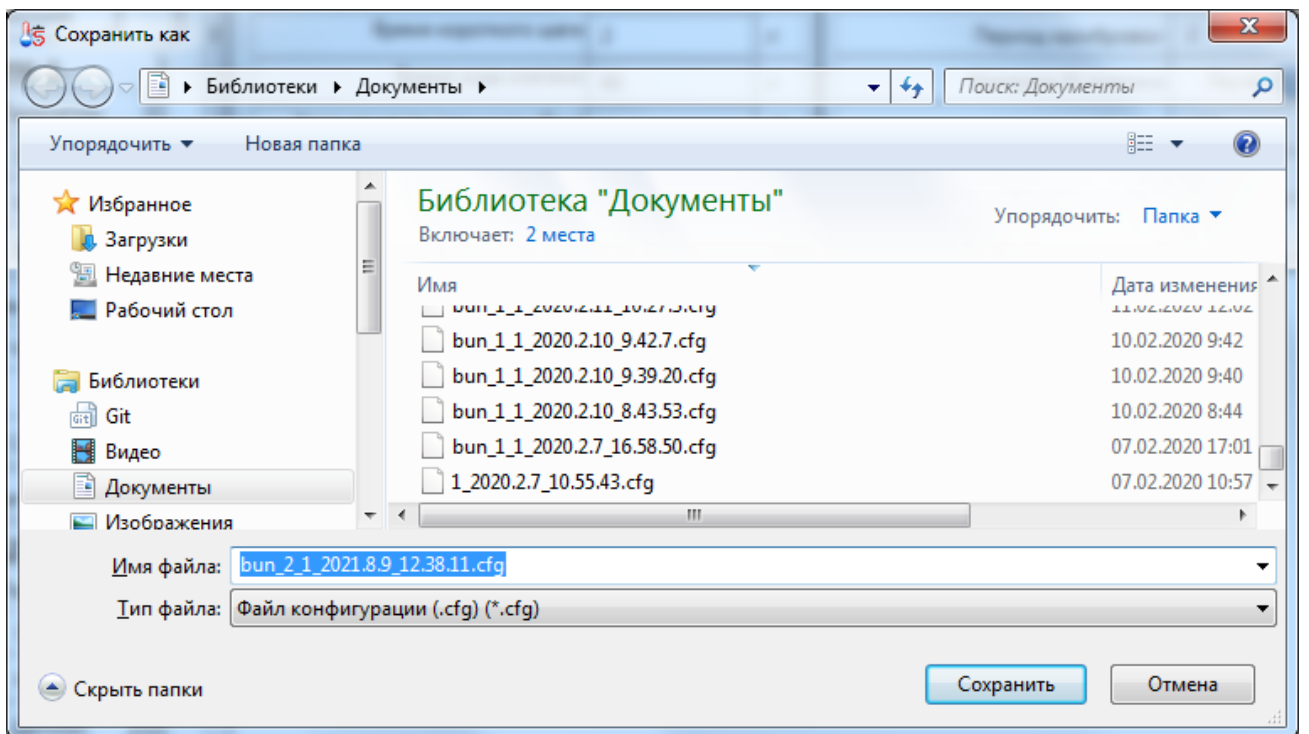 Сохранить как
Библиотеки Документы
Поиск: Документы
Упорядочить Новая папка
Избранное
Загрузки
Недавние места
Рабочий стол
Библиотеки
Git
Видео
Документы
Изображения
Библиотека "Документы"
Включает: 2 места
Упорядочить: Папка
Имя Дата изменения
bun_1_1_2020.2.10_9.42.7.cfg 10.02.2020 9:42
bun_1_1_2020.2.10_9.39.20.cfg 10.02.2020 9:40
bun_1_1_2020.2.10_8.43.53.cfg 10.02.2020 8:44
bun_1_1_2020.2.7_16.58.50.cfg 07.02.2020 17:01
1_2020.2.7_10.55.43.cfg 07.02.2020 10:57
Имя файла: bun_2_1_2021.8.9_12.38.11.cfg
Тип файла: Файл конфигурации (.cfg) (*.cfg)
Скрыть папки
Сохранить Отмена